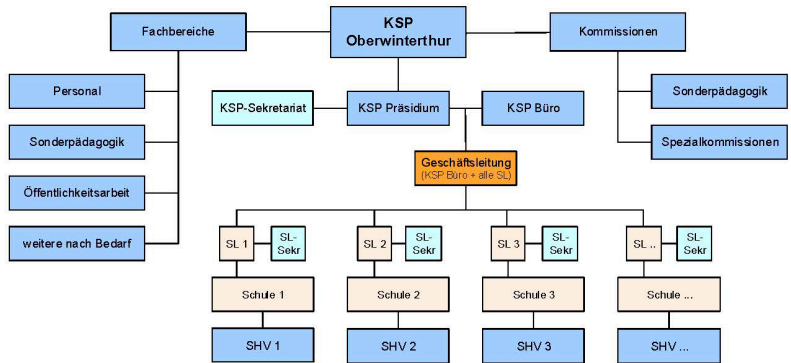 Fachbereiche
KSP
Oberwinterthur
Kommissionen
Personal
Sonderpädagogik
Öffentlichkeitsarbeit
weitere nach Bedarf
KSP-Sekretariat
KSP Präsidium
KSP Büro
Sonderpädagogik
Spezialkommissionen
Geschäftsleitung
(KSP Büro + alle SL)
SL 1
SL-
Sekr
SL 2
SL-
Sekr
SL 3
SL-
Sekr
SL ..
SL-
Sekr
Schule 1
Schule 2
Schule 3
Schule ...
SHV 1
SHV 2
SHV 3
SHV ...